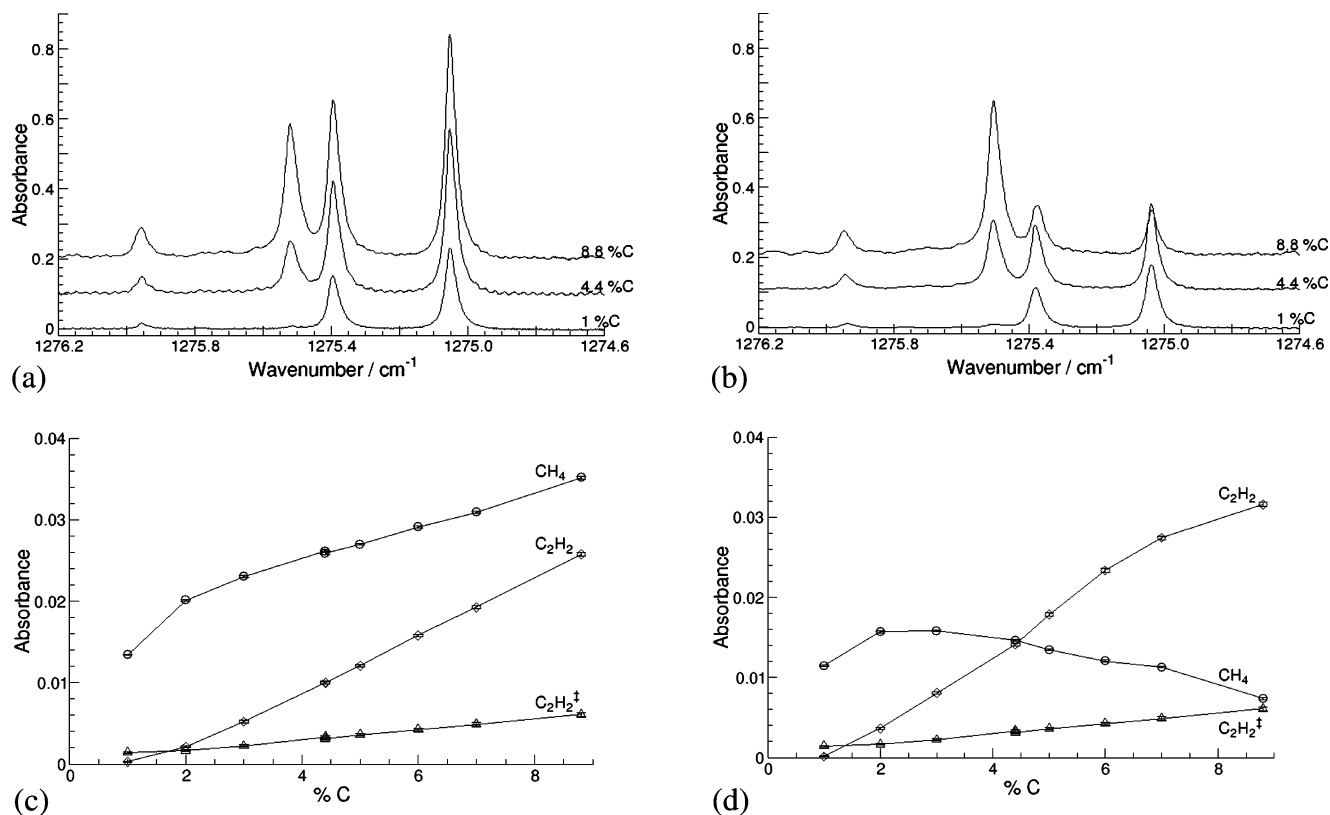 0.8
0.6
0.4
0.2
0
Absorbance
8.8 %C
4.4 %C
1 %C
1276.2 1275.8 1275.4 1275.0 1274.6
Wavenumber / cm⁻¹
(a)
0.8
0.6
0.4
0.2
0
Absorbance
8.8 %C
4.4 %C
1 %C
1276.2 1275.8 1275.4 1275.0 1274.6
Wavenumber / cm⁻¹
(b)
0.04
0.03
0.02
0.01
0
Absorbance
CH₄
C₂H₂
C₂H₂‡
0 2 4 6 8
% C
(c)
0.04
0.03
0.02
0.01
0
Absorbance
C₂H₂
CH₄
C₂H₂‡
0 2 4 6 8
% C
(d)